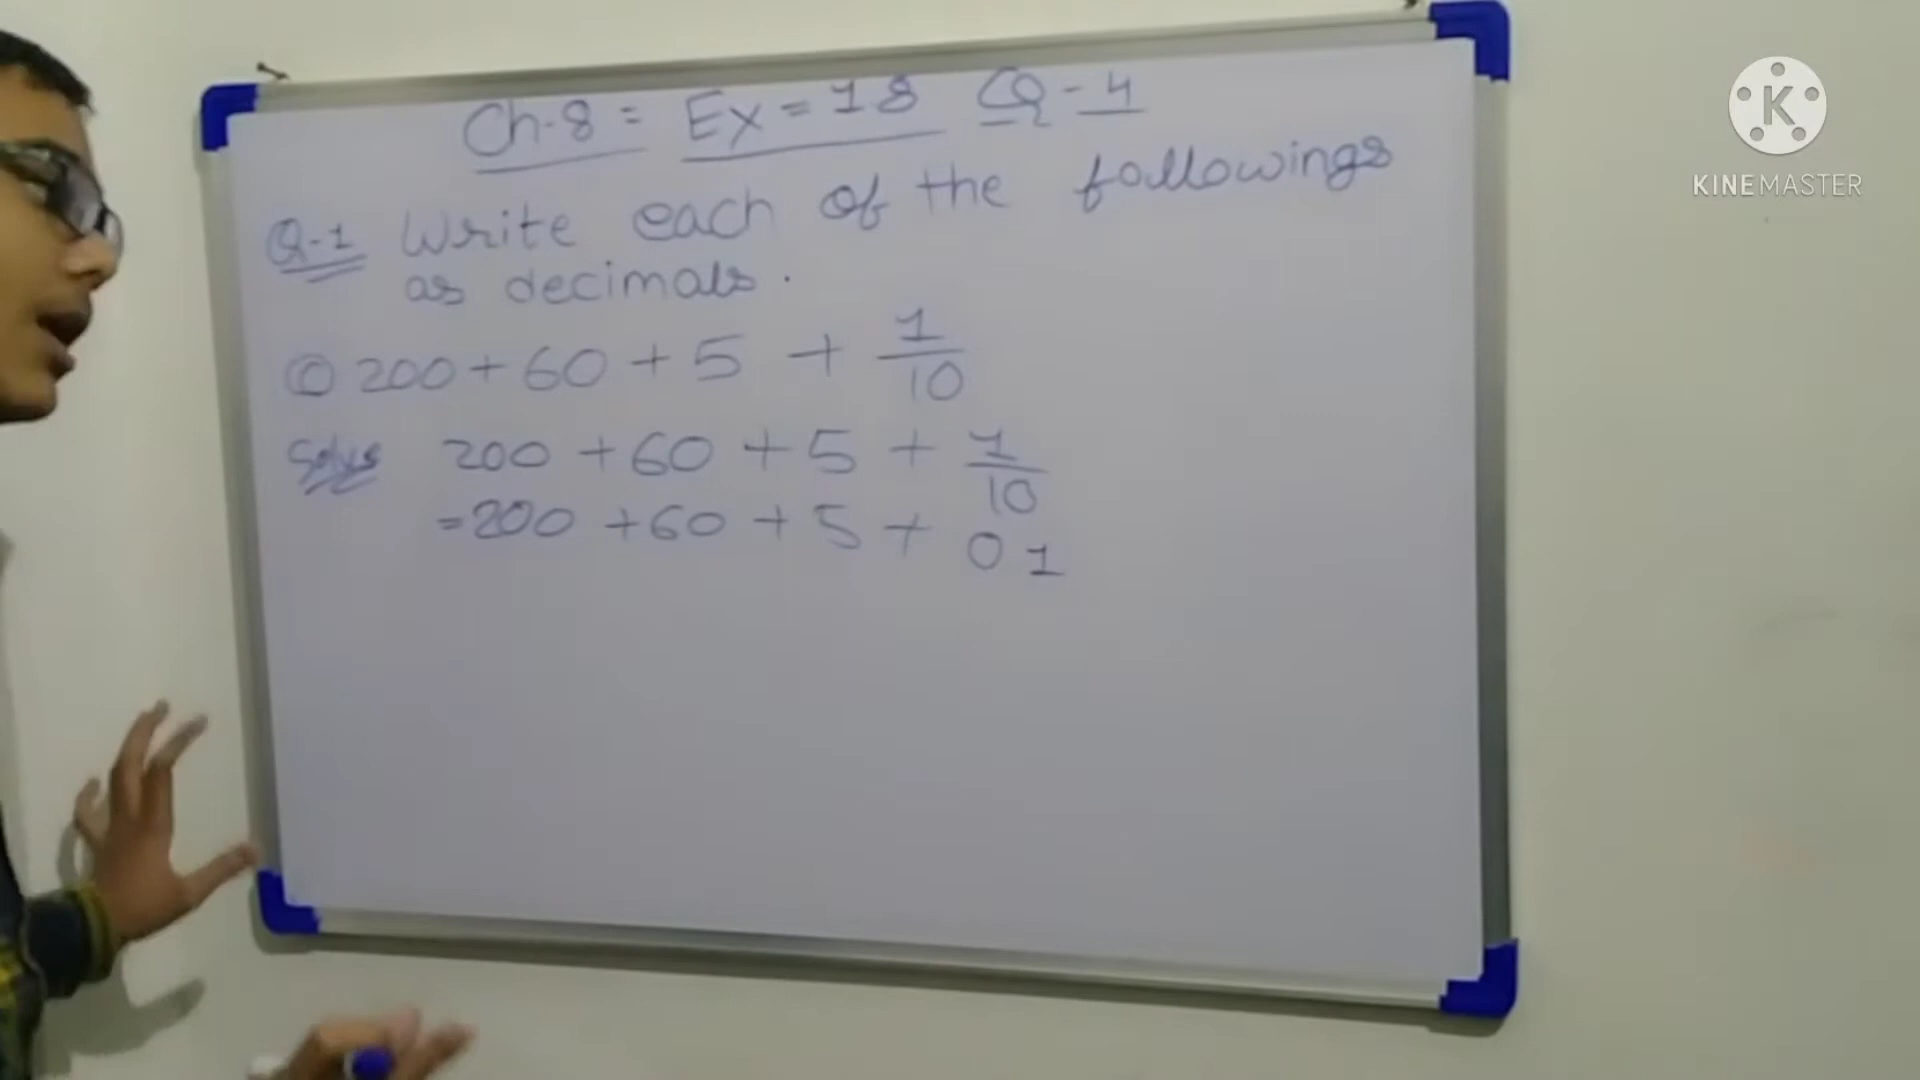 Ch-8 = Ex = 18 Q - 4
Q-1 Write each of the followings
as decimals.
© 200 + 60 + 5 + 1/10
200 + 60 + 5 + 1/10
= 200 + 60 + 5 + 0 1
K
KINEMASTER